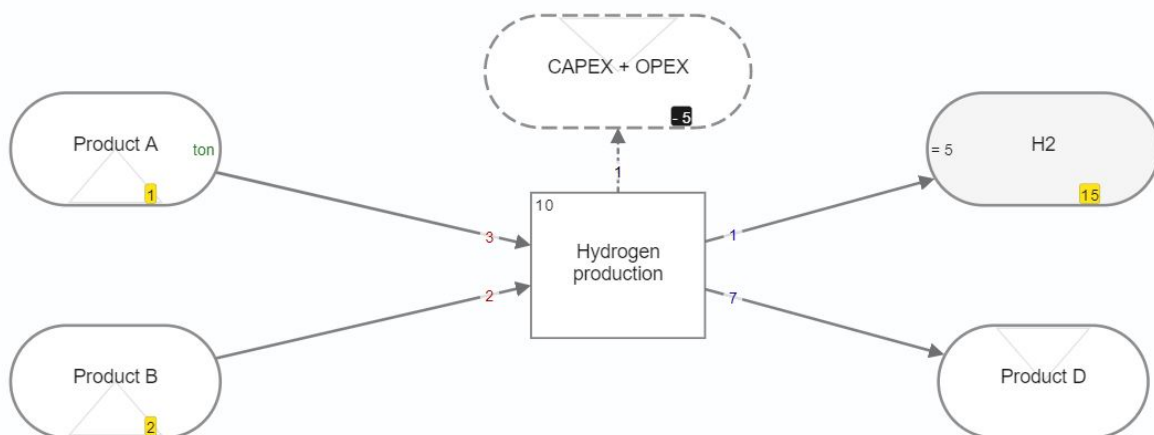 CAPEX + OPEX
- 5
Product A
ton
1
= 5
H2
15
1
10
3
Hydrogen
production
1
2
7
Product B
2
Product D